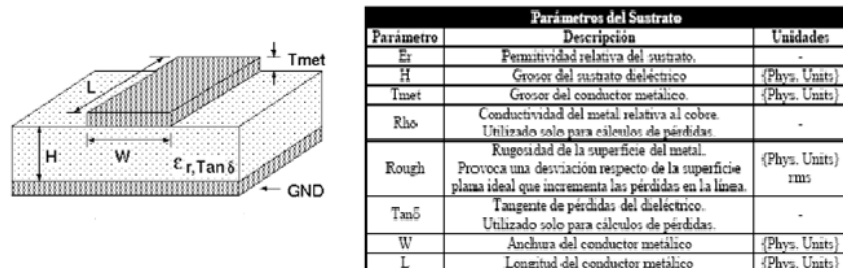 Tmet
L
H
W
εr,Tanδ
GND
Parámetros del Sustrato
Parámetro Descripción Unidades
Er Permitividad relativa del sustrato. -
H Grosor del sustrato dieléctrico {Phys. Units}
Tmet Grosor del conductor metálico. {Phys. Units}
Rho Conductividad del metal relativa al cobre. -
Utilizado solo para cálculos de pérdidas.
Rough Rugosidad de la superficie del metal. {Phys. Units}
Provoca una desviación respecto de la superficie rms
plana ideal que incrementa las pérdidas en la línea.
Tanδ Tangente de pérdidas del dieléctrico. -
Utilizado solo para cálculos de pérdidas.
W Anchura del conductor metálico {Phys. Units}
L Longitud del conductor metálico {Phys. Units}